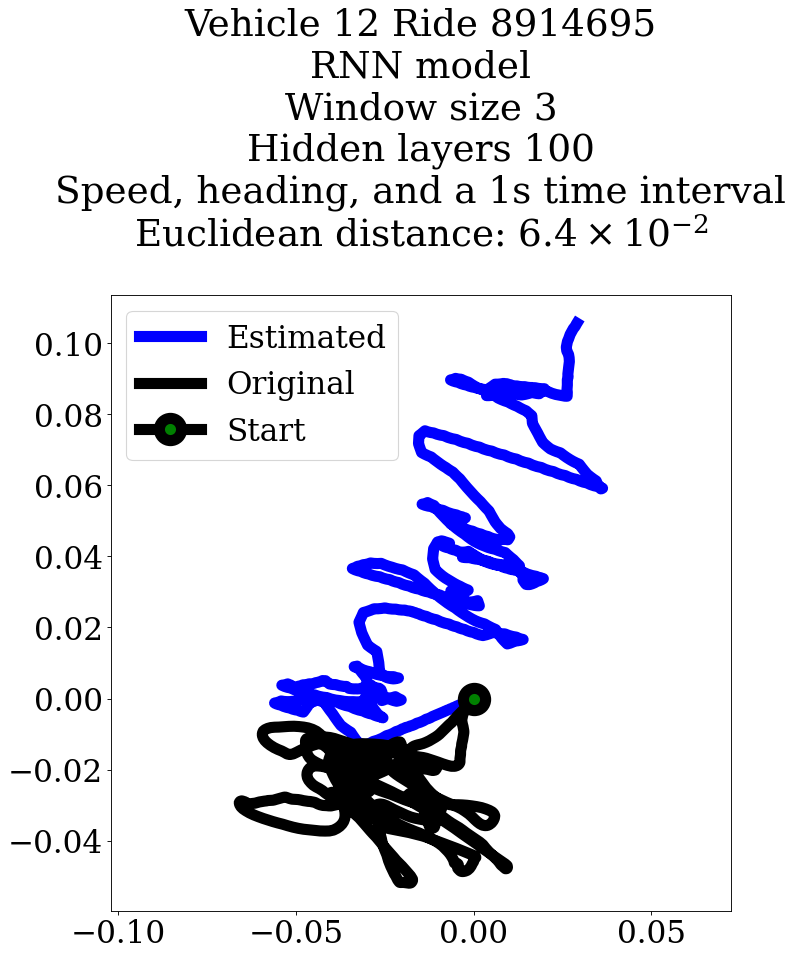 Vehicle 12 Ride 8914695
RNN model
Window size 3
Hidden layers 100
Speed, heading, and a 1s time interval
Euclidean distance: 6.4 × 10⁻²
Estimated
Original
Start
0.10
0.08
0.06
0.04
0.02
0.00
−0.02
−0.04
−0.10
−0.05
0.00
0.05